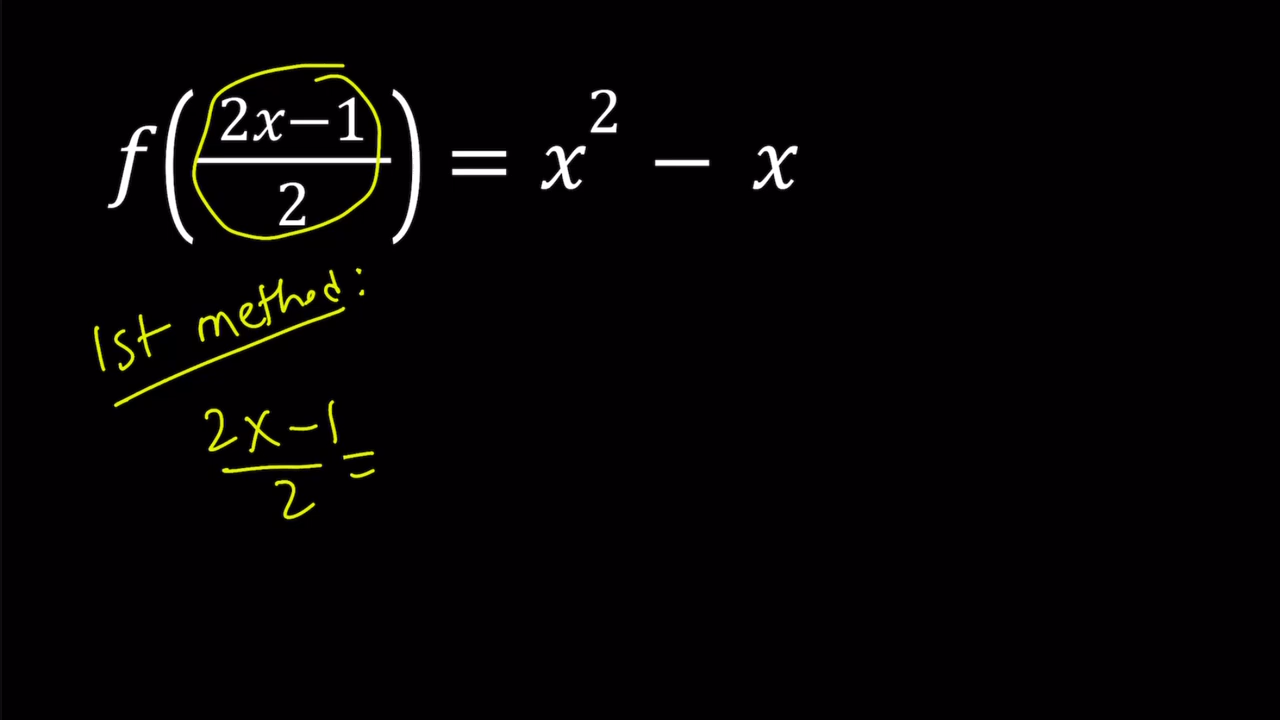 f((2x−1)/2) = x² − x
1st method:
(2x−1)/2 =